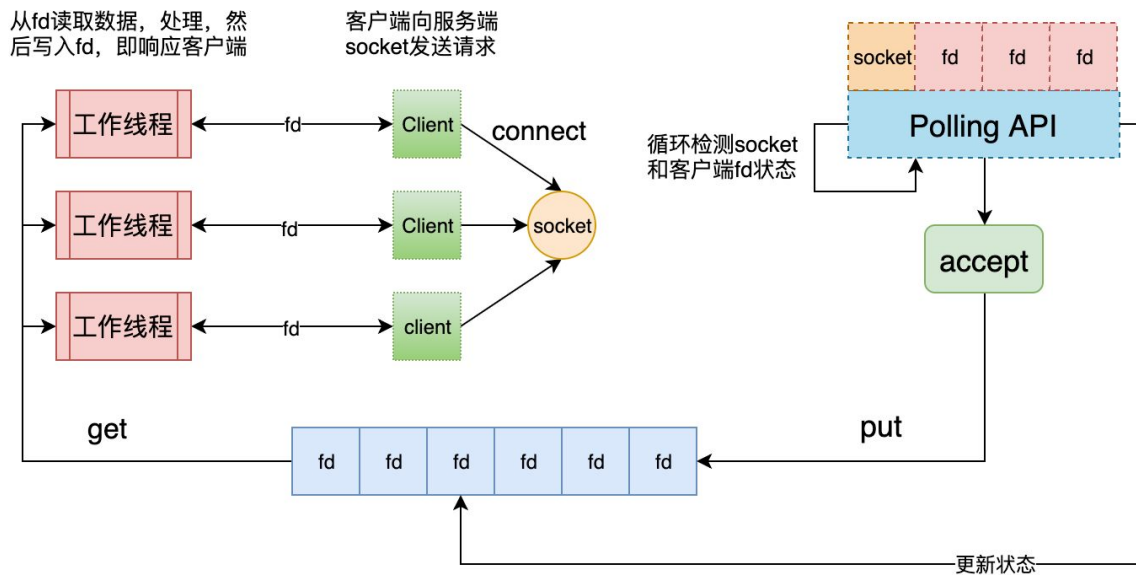 从fd读取数据，处理，然
后写入fd，即响应客户端
客户端向服务端
socket发送请求
socket
fd
fd
fd
Polling API
循环检测socket
和客户端fd状态
工作线程
fd
Client
connect
工作线程
fd
Client
socket
工作线程
fd
client
accept
get
put
fd
fd
fd
fd
fd
fd
更新状态